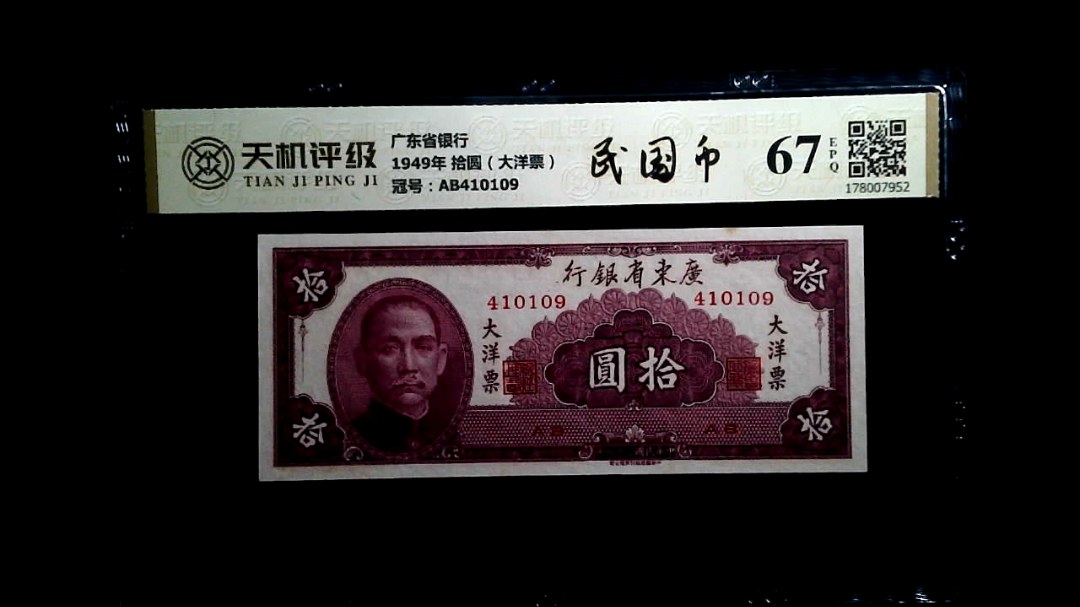 天机评级
TIAN JI PING JI
广东省银行
1949年 拾圆（大洋票）
冠号：AB410109
民国币
67
EPQ
178007952
行銀省東廣
410109 410109
拾 拾
大洋票
圓拾
大洋票
AB AB
拾 拾